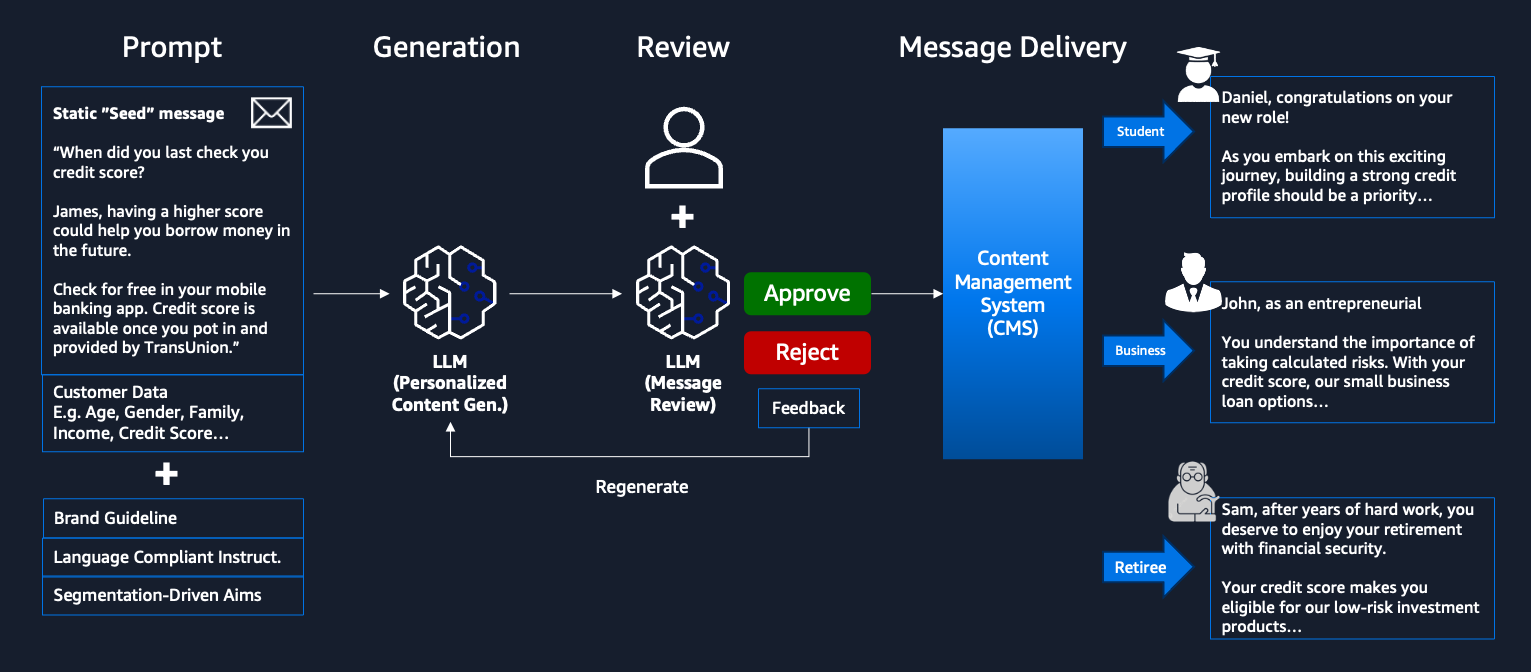 Prompt
Generation
Review
Message Delivery
Static ”Seed” message
“When did you last check you
credit score?
James, having a higher score
could help you borrow money in
the future.
Check for free in your mobile
banking app. Credit score is
available once you pot in and
provided by TransUnion.”
Customer Data
E.g. Age, Gender, Family,
Income, Credit Score...
+
Brand Guideline
Language Compliant Instruct.
Segmentation-Driven Aims
LLM
(Personalized
Content Gen.)
+
LLM
(Message
Review)
Approve
Reject
Feedback
Regenerate
Content
Management
System
(CMS)
Student
Daniel, congratulations on your
new role!
As you embark on this exciting
journey, building a strong credit
profile should be a priority...
Business
John, as an entrepreneurial
You understand the importance of
taking calculated risks. With your
credit score, our small business
loan options...
Retiree
Sam, after years of hard work, you
deserve to enjoy your retirement
with financial security.
Your credit score makes you
eligible for our low-risk investment
products...